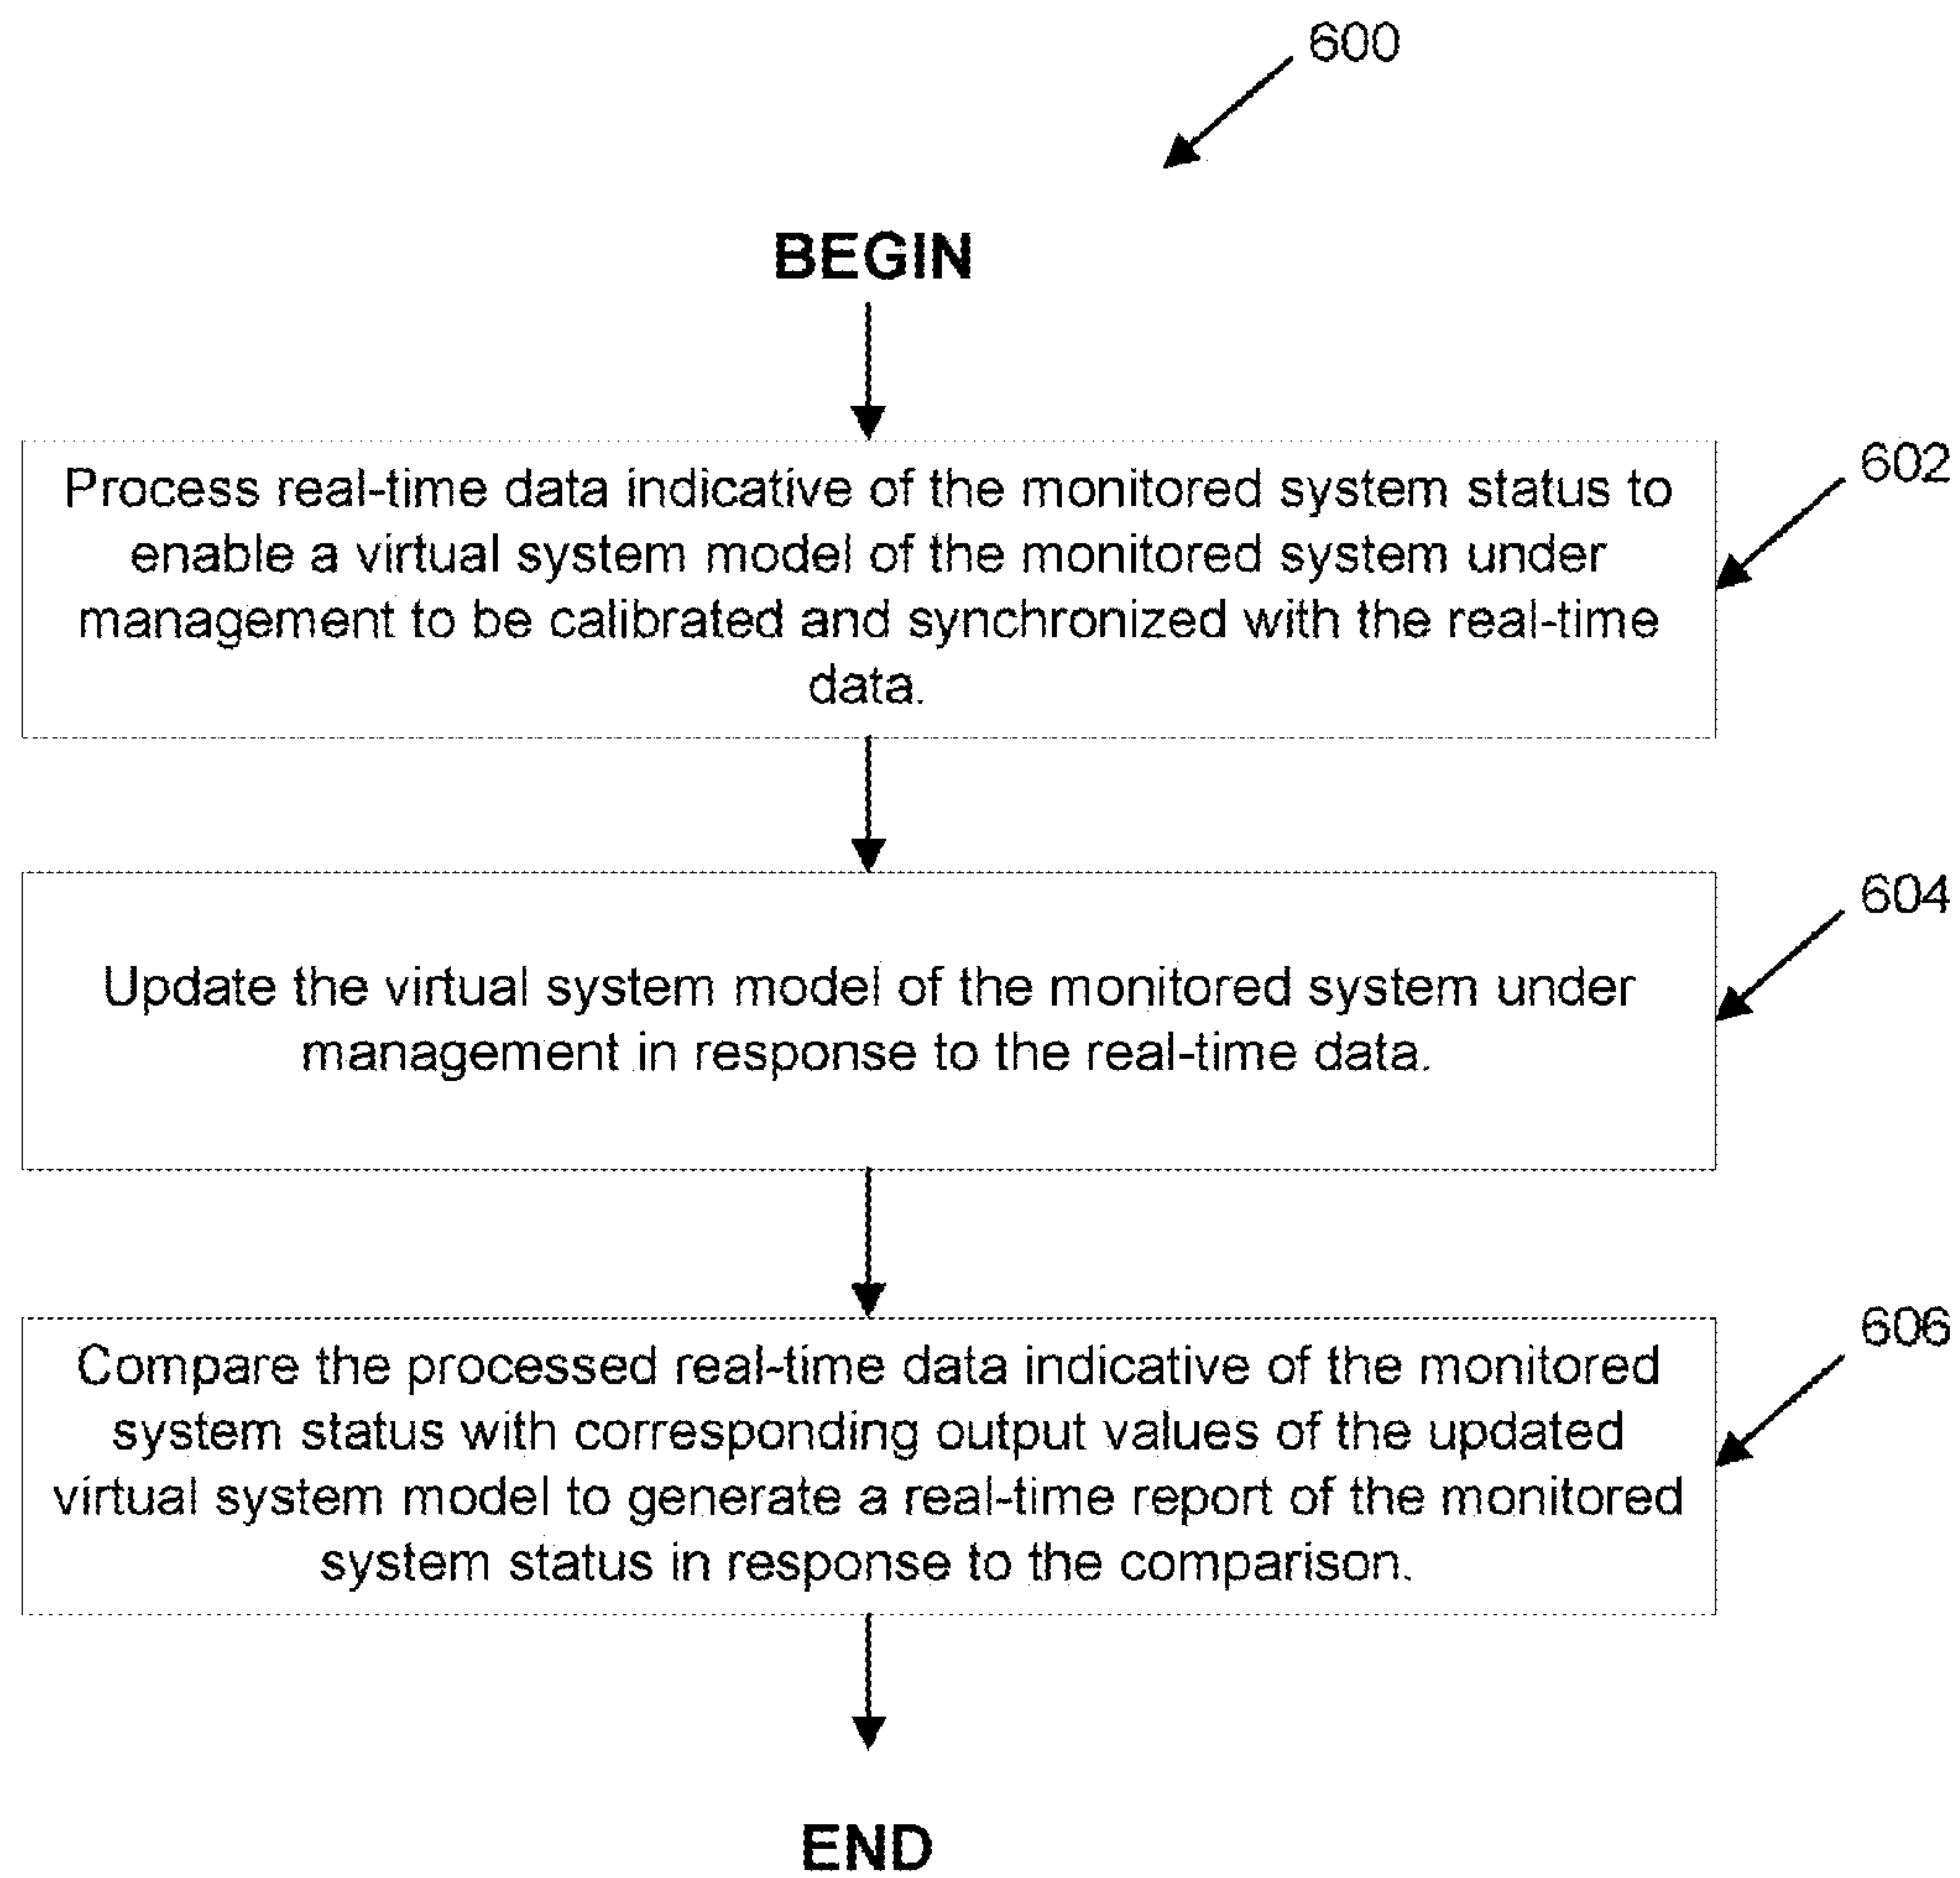 600
BEGIN
602
Process real-time data indicative of the monitored system status to
enable a virtual system model of the monitored system under
management to be calibrated and synchronized with the real-time
data.
604
Update the virtual system model of the monitored system under
management in response to the real-time data.
606
Compare the processed real-time data indicative of the monitored
system status with corresponding output values of the updated
virtual system model to generate a real-time report of the monitored
system status in response to the comparison.
END